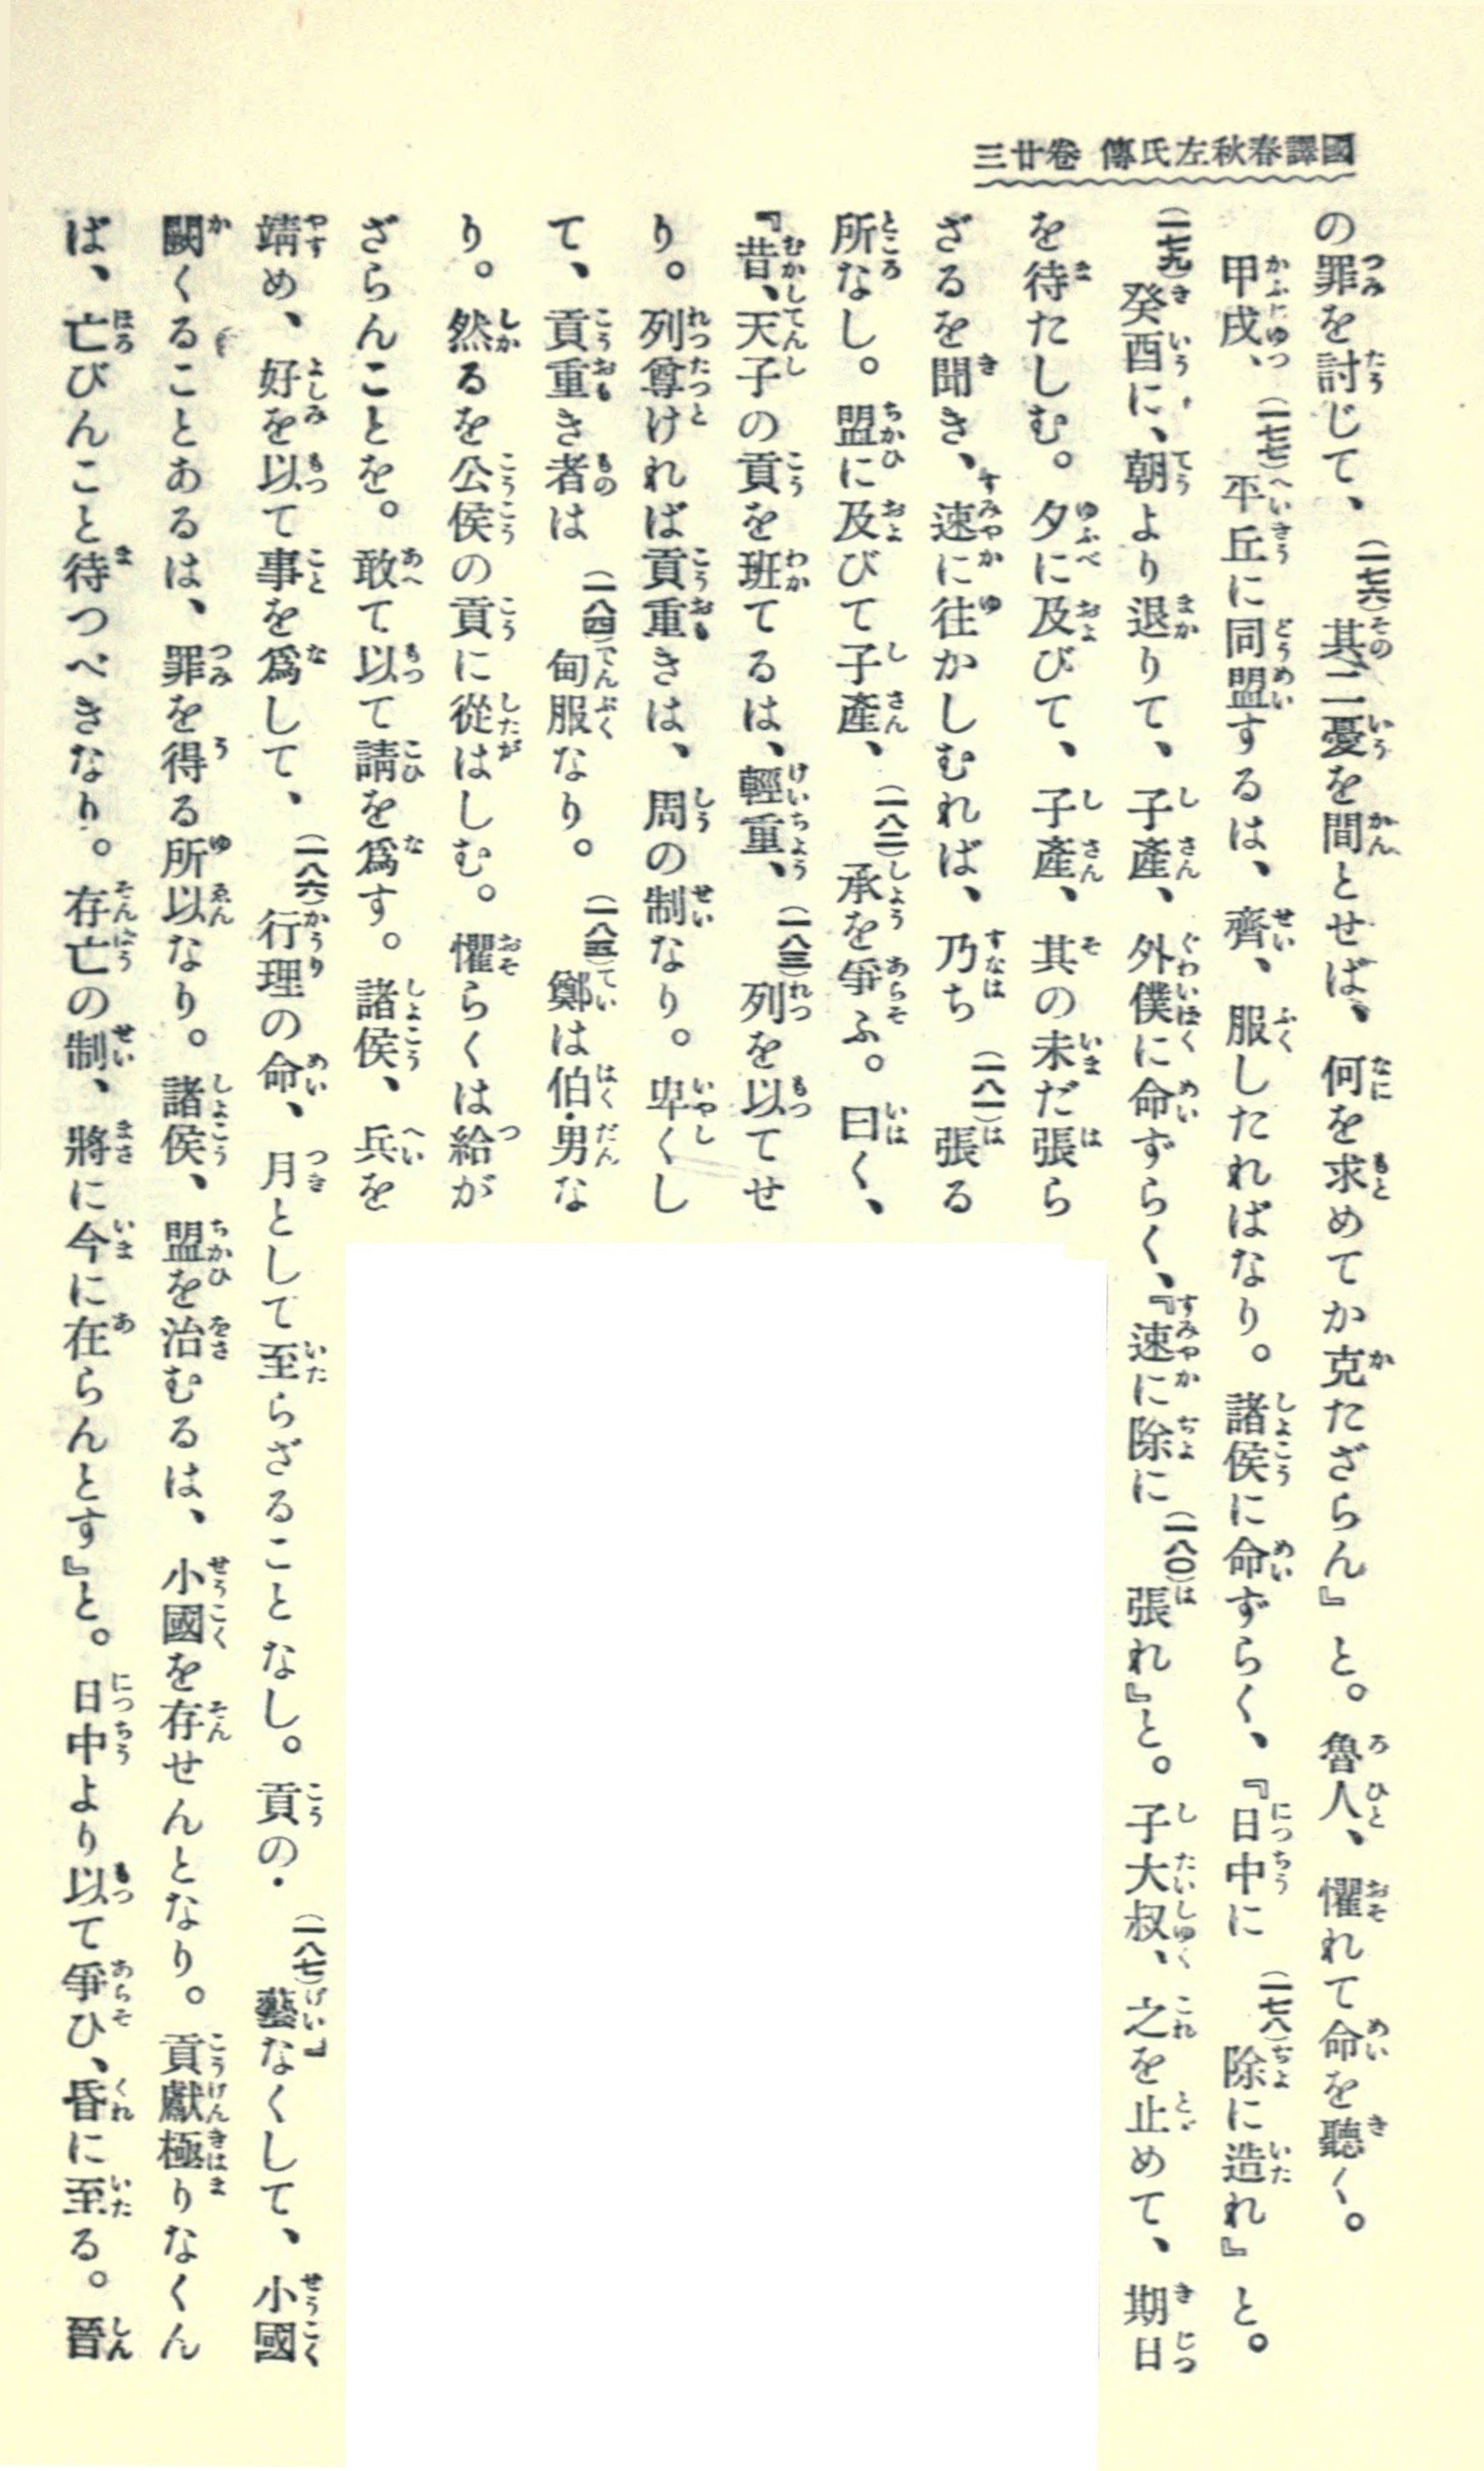 國譯春秋左氏傳 卷廿三
の罪を討じて、(一七六)其二憂を間とせば、何を求めてか克たざらん』と。魯人、懼れて命を聽く。
甲戌、(一七七)平丘に同盟するは、齊、服したればなり。諸侯に命ずらく、『日中に(一七八)除に造れ』と。
(一七九)癸酉に、朝より退りて、子產、外僕に命ずらく、『速に除に(一八〇)張れ』と。子大叔、之を止めて、期日
を待たしむ。夕に及びて、子產、其の未だ張ら
ざるを聞き、速に往かしむれば、乃ち(一八一)張る
所なし。盟に及びて子產、(一八二)承を爭ふ。曰く、
『昔、天子の貢を班てるは、輕重、(一八三)列を以てせ
り。列尊ければ貢重きは、周の制なり。卑くし
て、貢重き者は(一八四)甸服なり。(一八五)鄭は伯・男な
り。然るを公侯の貢に從はしむ。懼らくは給が
ざらんことを。敢て以て請を爲す。諸侯、兵を
靖め、好を以て事を爲して、(一八六)行理の命、月として至らざることなし。貢の・(一八七)藝なくして、小國
闕くることあるは、罪を得る所以なり。諸侯、盟を治むるは、小國を存せんとなり。貢獻極りなくん
ば、亡びんこと待つべきなり。存亡の制、將に今に在らんとす』と。日中より以て爭ひ、昏に至る。晉